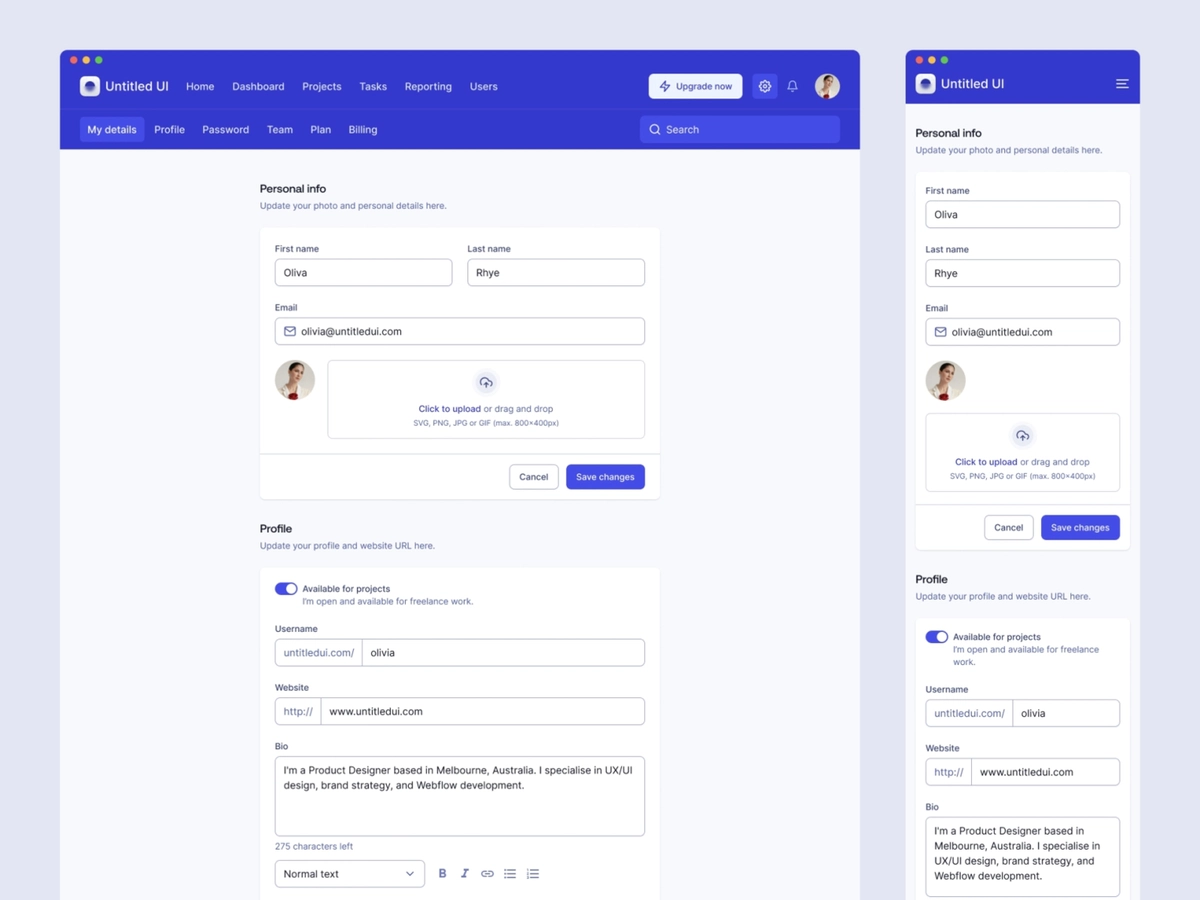 Untitled UI Home Dashboard Projects Tasks Reporting Users Upgrade now
My details Profile Password Team Plan Billing Search
Personal info
Update your photo and personal details here.
First name Last name
Oliva Rhye
Email
olivia@untitledui.com
Click to upload or drag and drop
SVG, PNG, JPG or GIF (max. 800×400px)
Cancel Save changes
Profile
Update your profile and website URL here.
Available for projects
I'm open and available for freelance work.
Username
untitledui.com/ olivia
Website
http:// www.untitledui.com
Bio
I'm a Product Designer based in Melbourne, Australia. I specialise in UX/UI
design, brand strategy, and Webflow development.
275 characters left
Normal text B I
Untitled UI
Personal info
Update your photo and personal details here.
First name
Oliva
Last name
Rhye
Email
olivia@untitledui.com
Click to upload or drag and drop
SVG, PNG, JPG or GIF (max. 800×400px)
Cancel Save changes
Profile
Update your profile and website URL here.
Available for projects
I'm open and available for freelance
work.
Username
untitledui.com/ olivia
Website
http:// www.untitledui.com
Bio
I'm a Product Designer based in
Melbourne, Australia. I specialise in
UX/UI design, brand strategy, and
Webflow development.